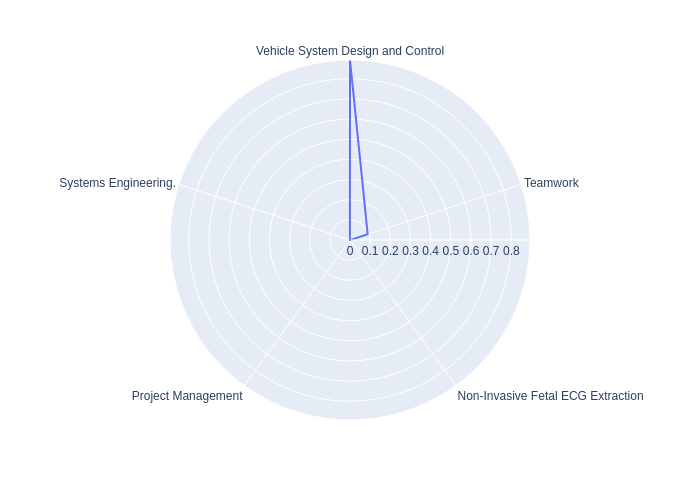 Vehicle System Design and Control
Systems Engineering.
Teamwork
0 0.1 0.2 0.3 0.4 0.5 0.6 0.7 0.8
Project Management
Non-Invasive Fetal ECG Extraction